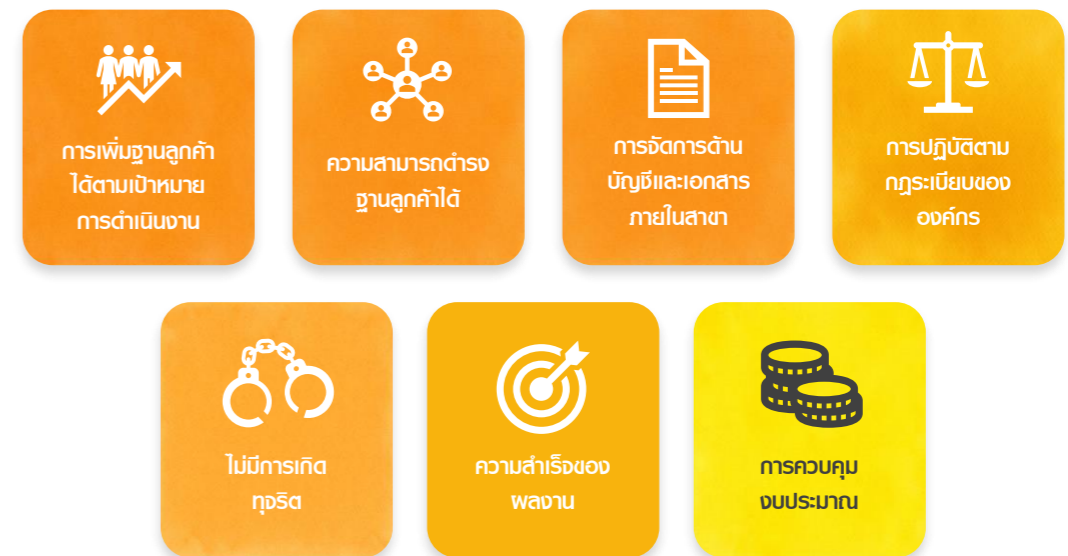 การเพิ่มฐานลูกค้า
ได้ตามเป้าหมาย
การดำเนินงาน
ความสามารถดำรง
ฐานลูกค้าได้
การจัดการด้าน
บัญชีและเอกสาร
ภายในสาขา
การปฏิบัติตาม
กฎระเบียบของ
องค์กร
ไม่มีการเกิด
ทุจริต
ความสำเร็จของ
ผลงาน
การควบคุม
งบประมาณ